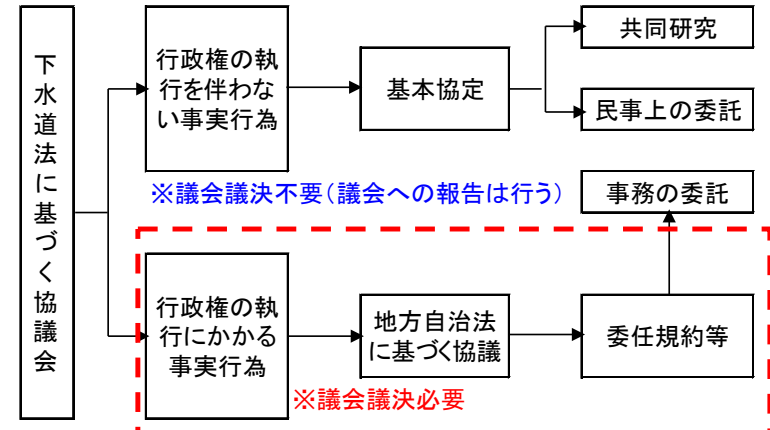 下水道法に基づく協議会
行政権の執
行を伴わな
い事実行為
基本協定
共同研究
民事上の委託
※議会議決不要(議会への報告は行う)
事務の委託
行政権の執
行にかかる
事実行為
地方自治法
に基づく協議
委任規約等
※議会議決必要